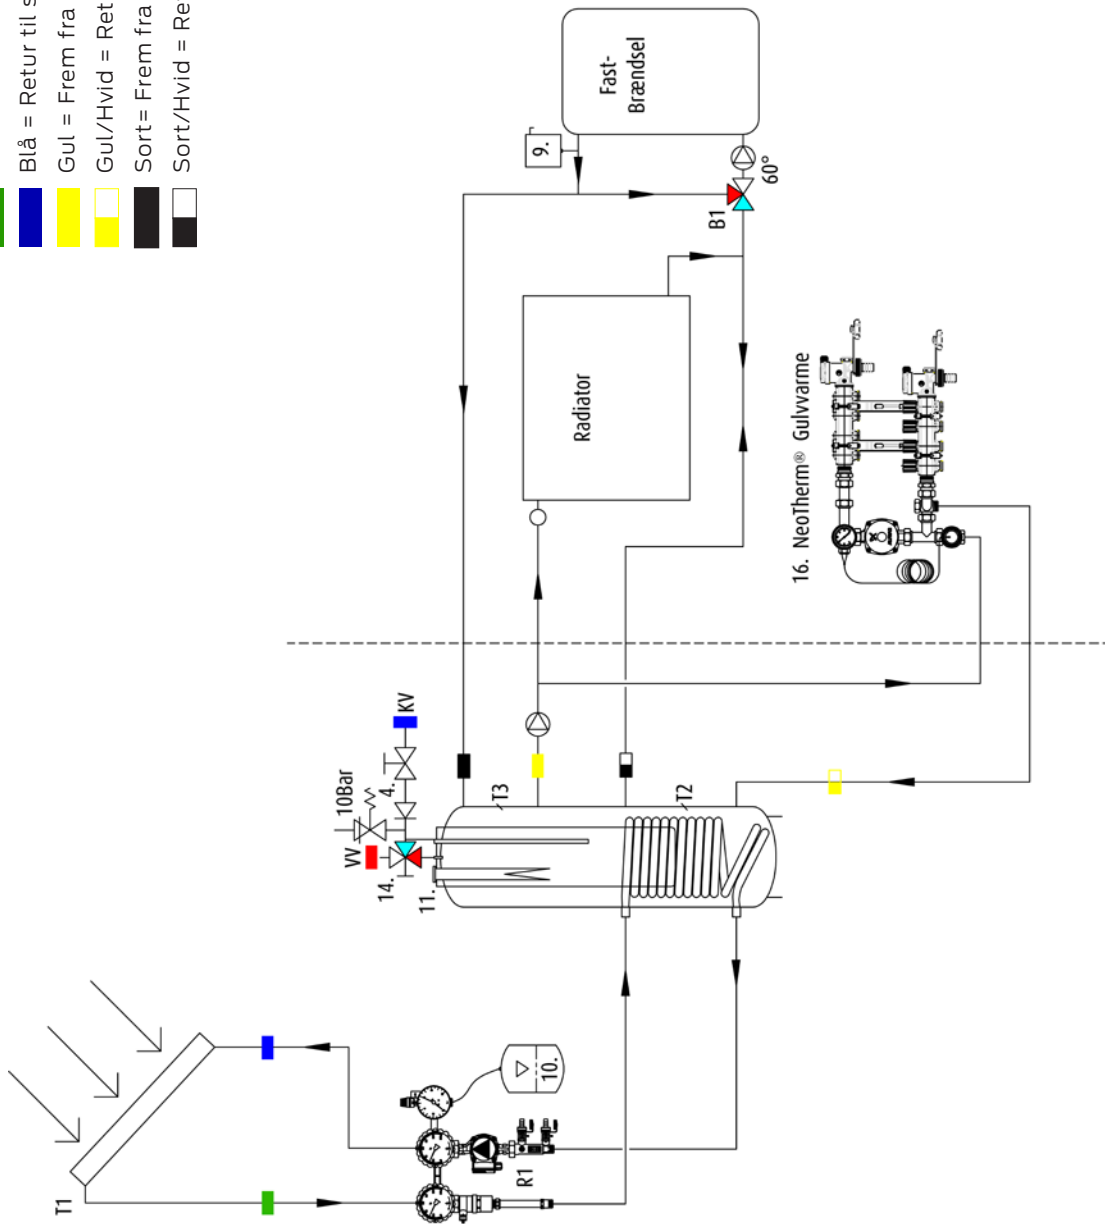 Blå = Retur til s
Gul = Frem fra
Gul/Hvid = Ret
Sort= Frem fra
Sort/Hvid = Re
Fast-
Brændsel
9.
60°
B1
Radiator
16. NeoTherm® Gulvvarme
KV
10Bar
4.
VV
14.
11.
T3
T2
T1
10.
R1